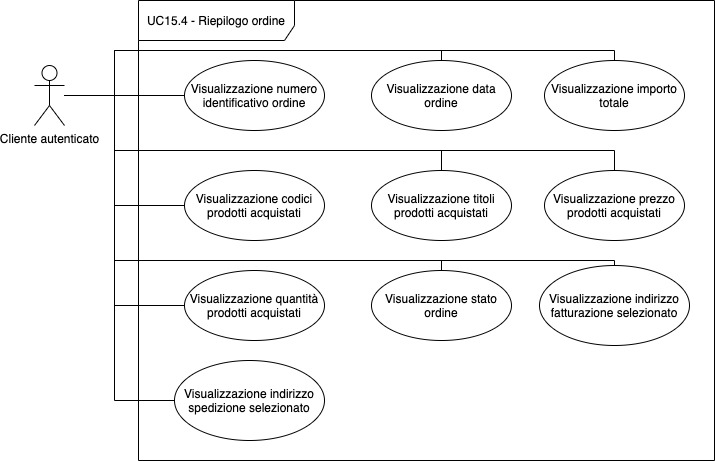 UC15.4 - Riepilogo ordine
Cliente autenticato
Visualizzazione numero
identificativo ordine
Visualizzazione data
ordine
Visualizzazione importo
totale
Visualizzazione codici
prodotti acquistati
Visualizzazione titoli
prodotti acquistati
Visualizzazione prezzo
prodotti acquistati
Visualizzazione quantità
prodotti acquistati
Visualizzazione stato
ordine
Visualizzazione indirizzo
fatturazione selezionato
Visualizzazione indirizzo
spedizione selezionato